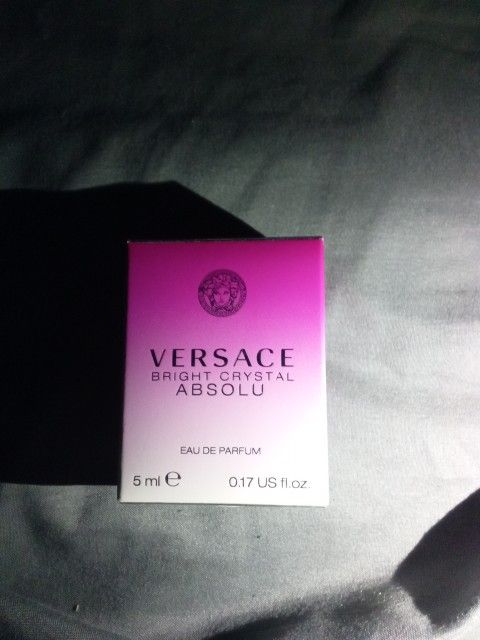 VERSACE
BRIGHT CRYSTAL
ABSOLU
EAU DE PARFUM
5 ml ℮ 0.17 US fl.oz.